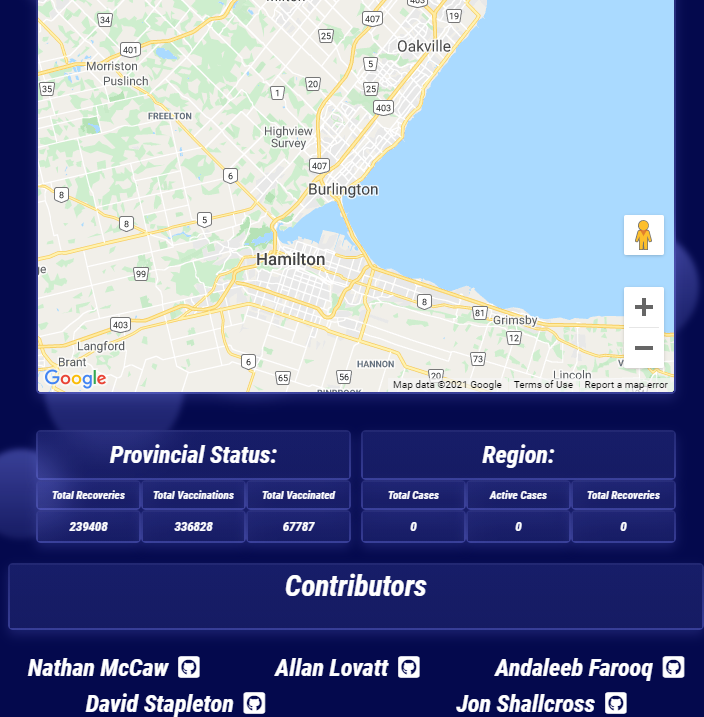 34
407
403
19
401
25
Oakville
Morriston
Puslinch
5
35
1
20
25
403
FREELTON
Highview
Survey
407
6
Burlington
8
8
5
Hamilton
99
8
81
Grimsby
403
12
Langford
Brant
6
HANNON
73
Google
65
56
20
Lincoln
Map data ©2021 Google Terms of Use Report a map error
Provincial Status: Region:
Total Recoveries Total Vaccinations Total Vaccinated Total Cases Active Cases Total Recoveries
239408 336828 67787 0 0 0
Contributors
Nathan McCaw Allan Lovatt Andaleeb Farooq
David Stapleton Jon Shallcross